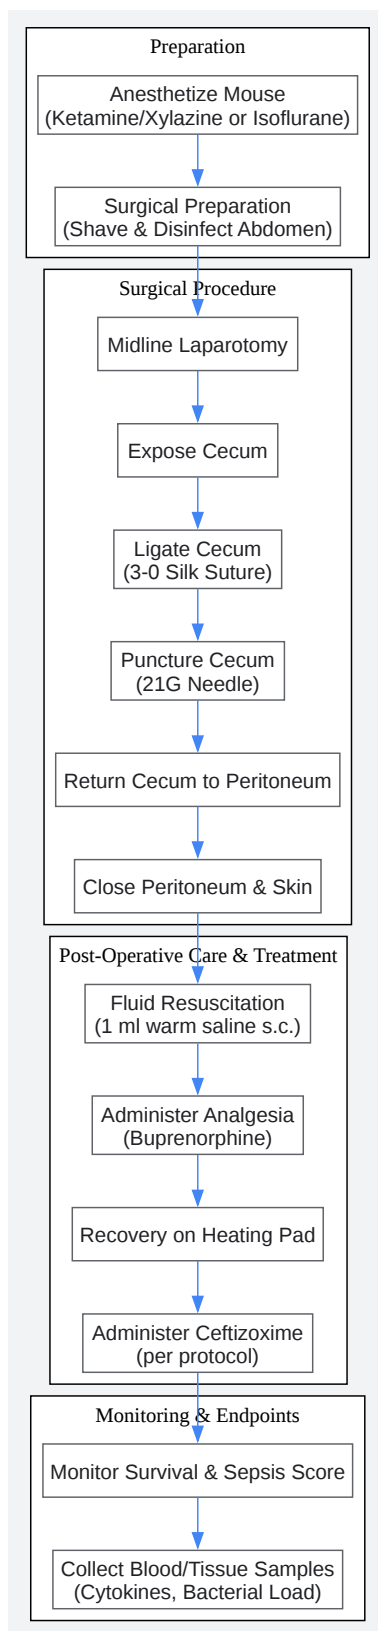 Preparation
Anesthetize Mouse
(Ketamine/Xylazine or Isoflurane)
Surgical Preparation
(Shave & Disinfect Abdomen)
Surgical Procedure
Midline Laparotomy
Expose Cecum
Ligate Cecum
(3-0 Silk Suture)
Puncture Cecum
(21G Needle)
Return Cecum to Peritoneum
Close Peritoneum & Skin
Post-Operative Care & Treatment
Fluid Resuscitation
(1 ml warm saline s.c.)
Administer Analgesia
(Buprenorphine)
Recovery on Heating Pad
Administer Ceftizoxime
(per protocol)
Monitoring & Endpoints
Monitor Survival & Sepsis Score
Collect Blood/Tissue Samples
(Cytokines, Bacterial Load)